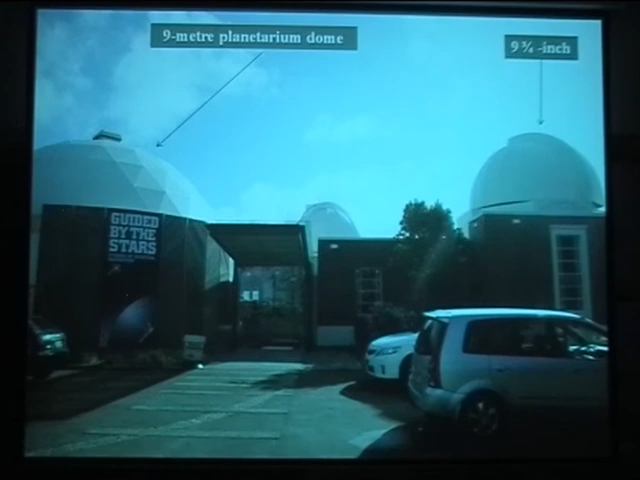 9-metre planetarium dome
9 ¾ -inch
GUIDED
BY THE
STARS